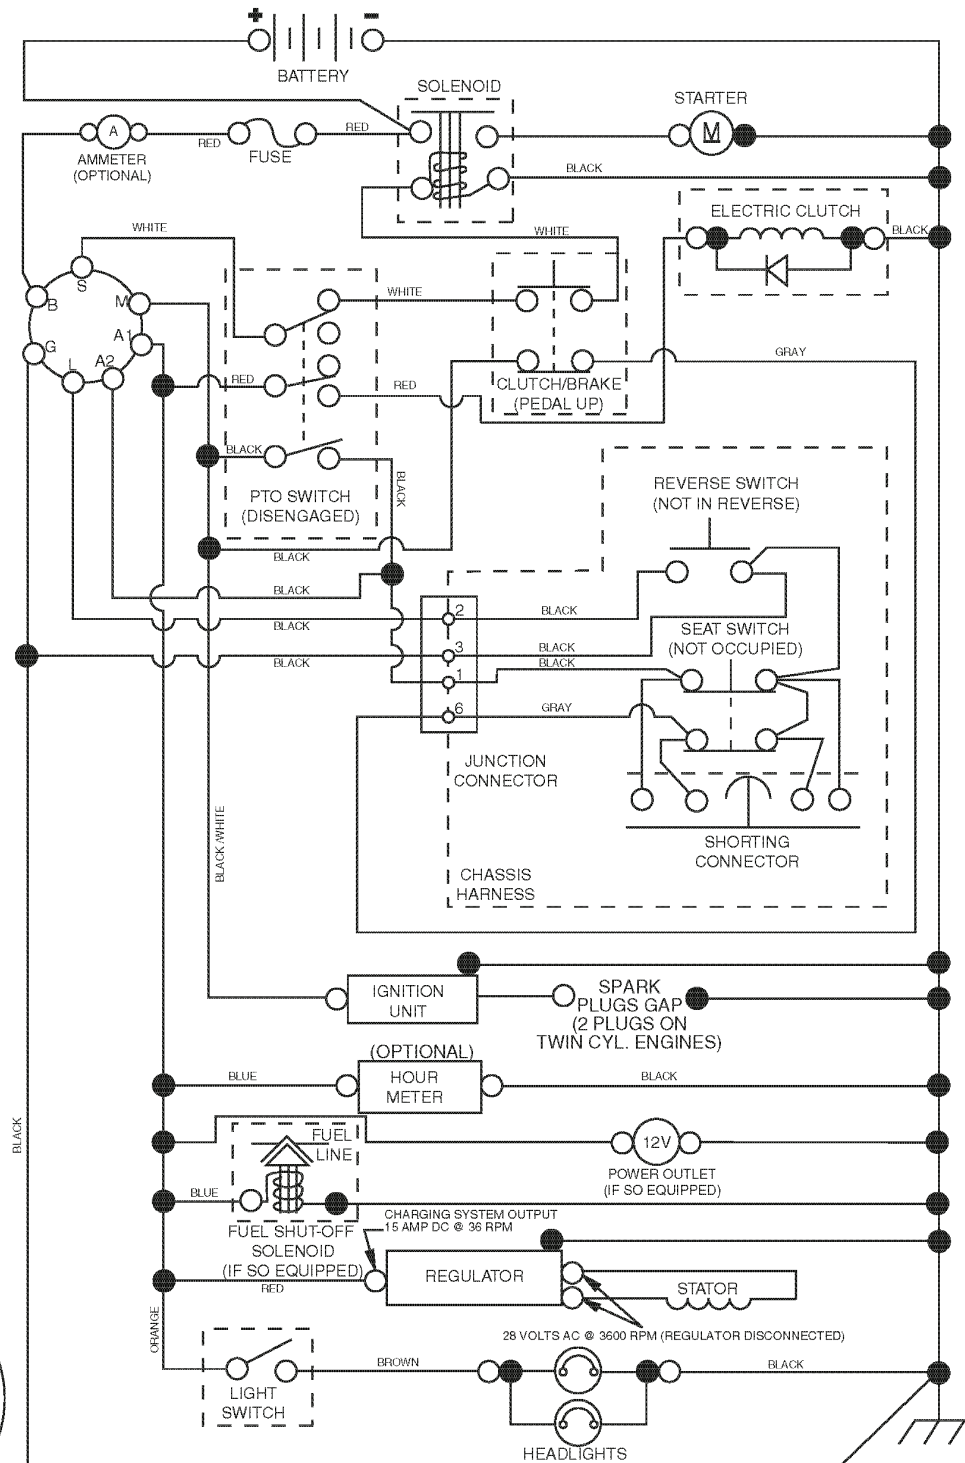 + -
BATTERY
SOLENOID
STARTER
A
RED
FUSE
RED
M
AMMETER
(OPTIONAL)
BLACK
ELECTRIC CLUTCH
WHITE
WHITE
BLACK
S
B
M
WHITE
A1
G
A2
L
RED
RED
CLUTCH/BRAKE
(PEDAL UP)
GRAY
BLACK
BLACK
PTO SWITCH
(DISENGAGED)
REVERSE SWITCH
(NOT IN REVERSE)
BLACK
BLACK
2
BLACK
BLACK
SEAT SWITCH
(NOT OCCUPIED)
3
BLACK
BLACK
BLACK
1
6
GRAY
JUNCTION
CONNECTOR
BLACK/WHITE
SHORTING
CONNECTOR
CHASSIS
HARNESS
IGNITION
UNIT
SPARK
PLUGS GAP
(2 PLUGS ON
TWIN CYL. ENGINES)
(OPTIONAL)
HOUR
METER
BLUE
BLACK
BLACK
FUEL
LINE
12V
POWER OUTLET
(IF SO EQUIPPED)
BLUE
CHARGING SYSTEM OUTPUT
15 AMP DC @ 36 RPM
FUEL SHUT-OFF
SOLENOID
(IF SO EQUIPPED)
RED
REGULATOR
STATOR
28 VOLTS AC @ 3600 RPM (REGULATOR DISCONNECTED)
ORANGE
BROWN
BLACK
LIGHT
SWITCH
HEADLIGHTS